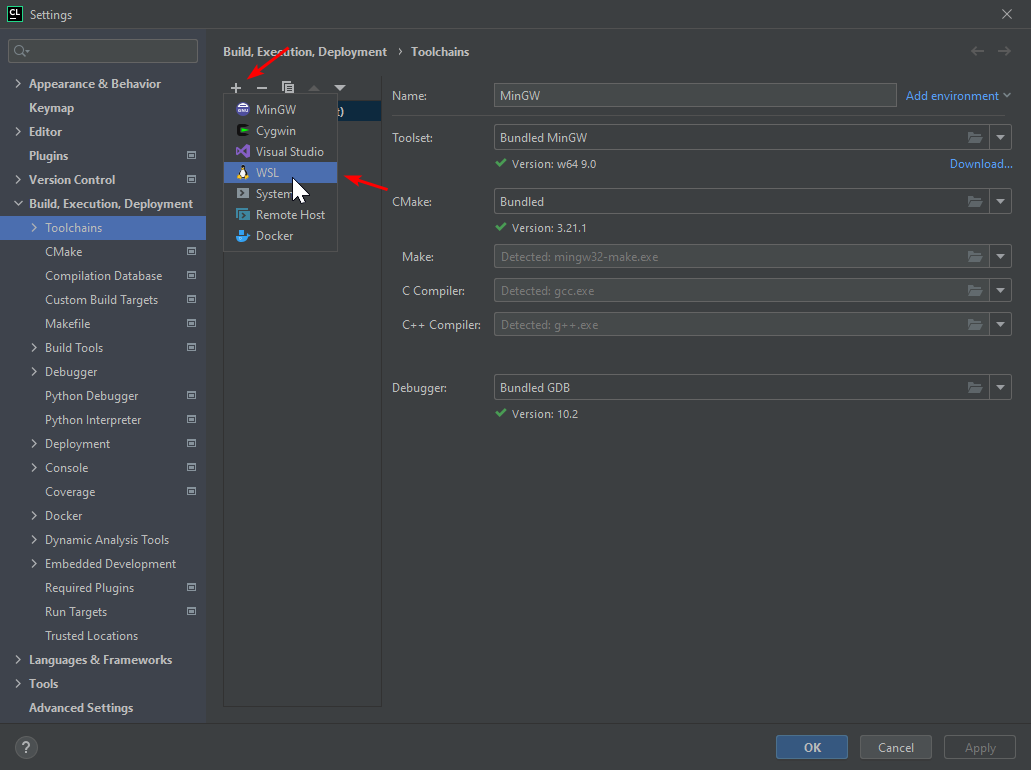 CL Settings
Appearance & Behavior
Keymap
Editor
Plugins
Version Control
Build, Execution, Deployment
Toolchains
CMake
Compilation Database
Custom Build Targets
Makefile
Build Tools
Debugger
Python Debugger
Python Interpreter
Deployment
Console
Coverage
Docker
Dynamic Analysis Tools
Embedded Development
Required Plugins
Run Targets
Trusted Locations
Languages & Frameworks
Tools
Advanced Settings
Build, Execution, Deployment › Toolchains
MinGW
Cygwin
Visual Studio
WSL
System
Remote Host
Docker
Name: MinGW Add environment
Toolset: Bundled MinGW
Version: w64 9.0 Download...
CMake: Bundled
Version: 3.21.1
Make: Detected: mingw32-make.exe
C Compiler: Detected: gcc.exe
C++ Compiler: Detected: g++.exe
Debugger: Bundled GDB
Version: 10.2
? OK Cancel Apply